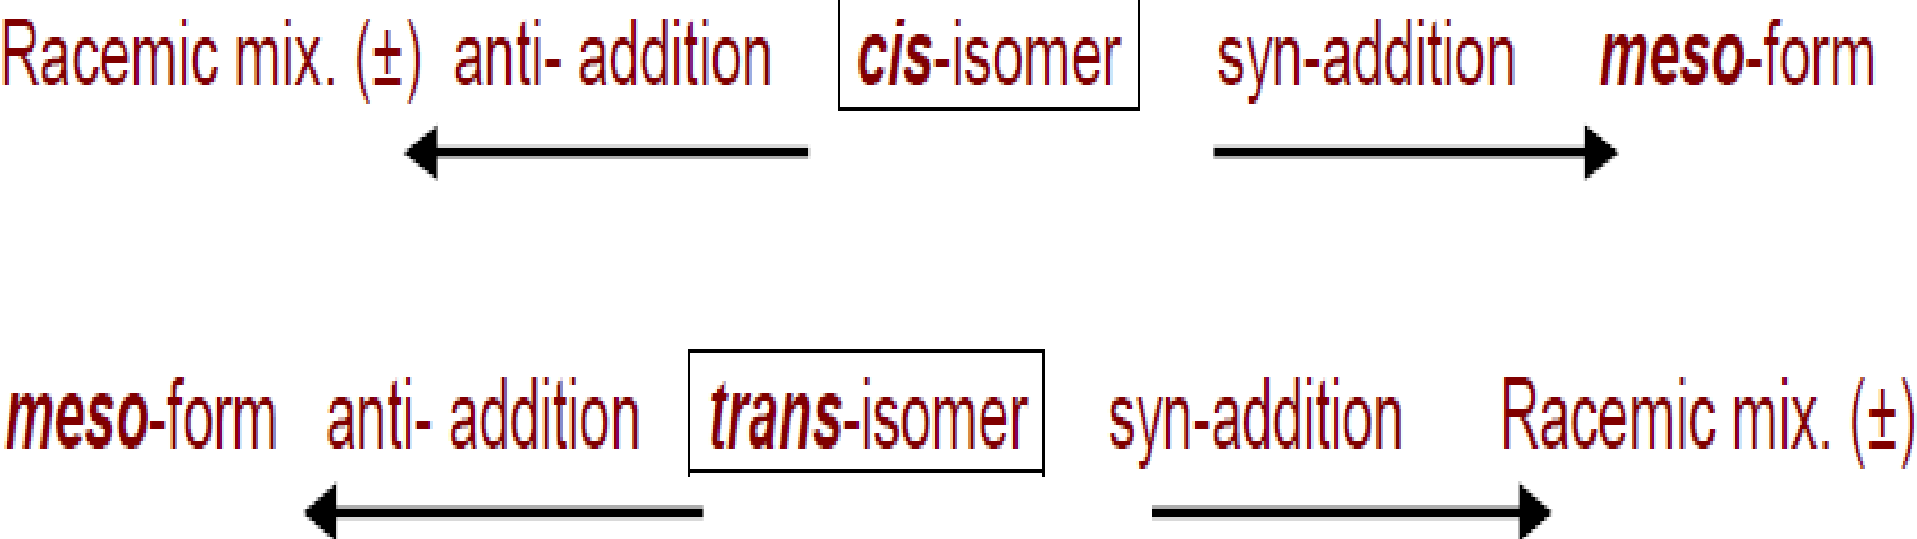 Racemic mix. (±) anti- addition cis-isomer syn-addition meso-form
meso-form anti- addition trans-isomer syn-addition Racemic mix. (±)